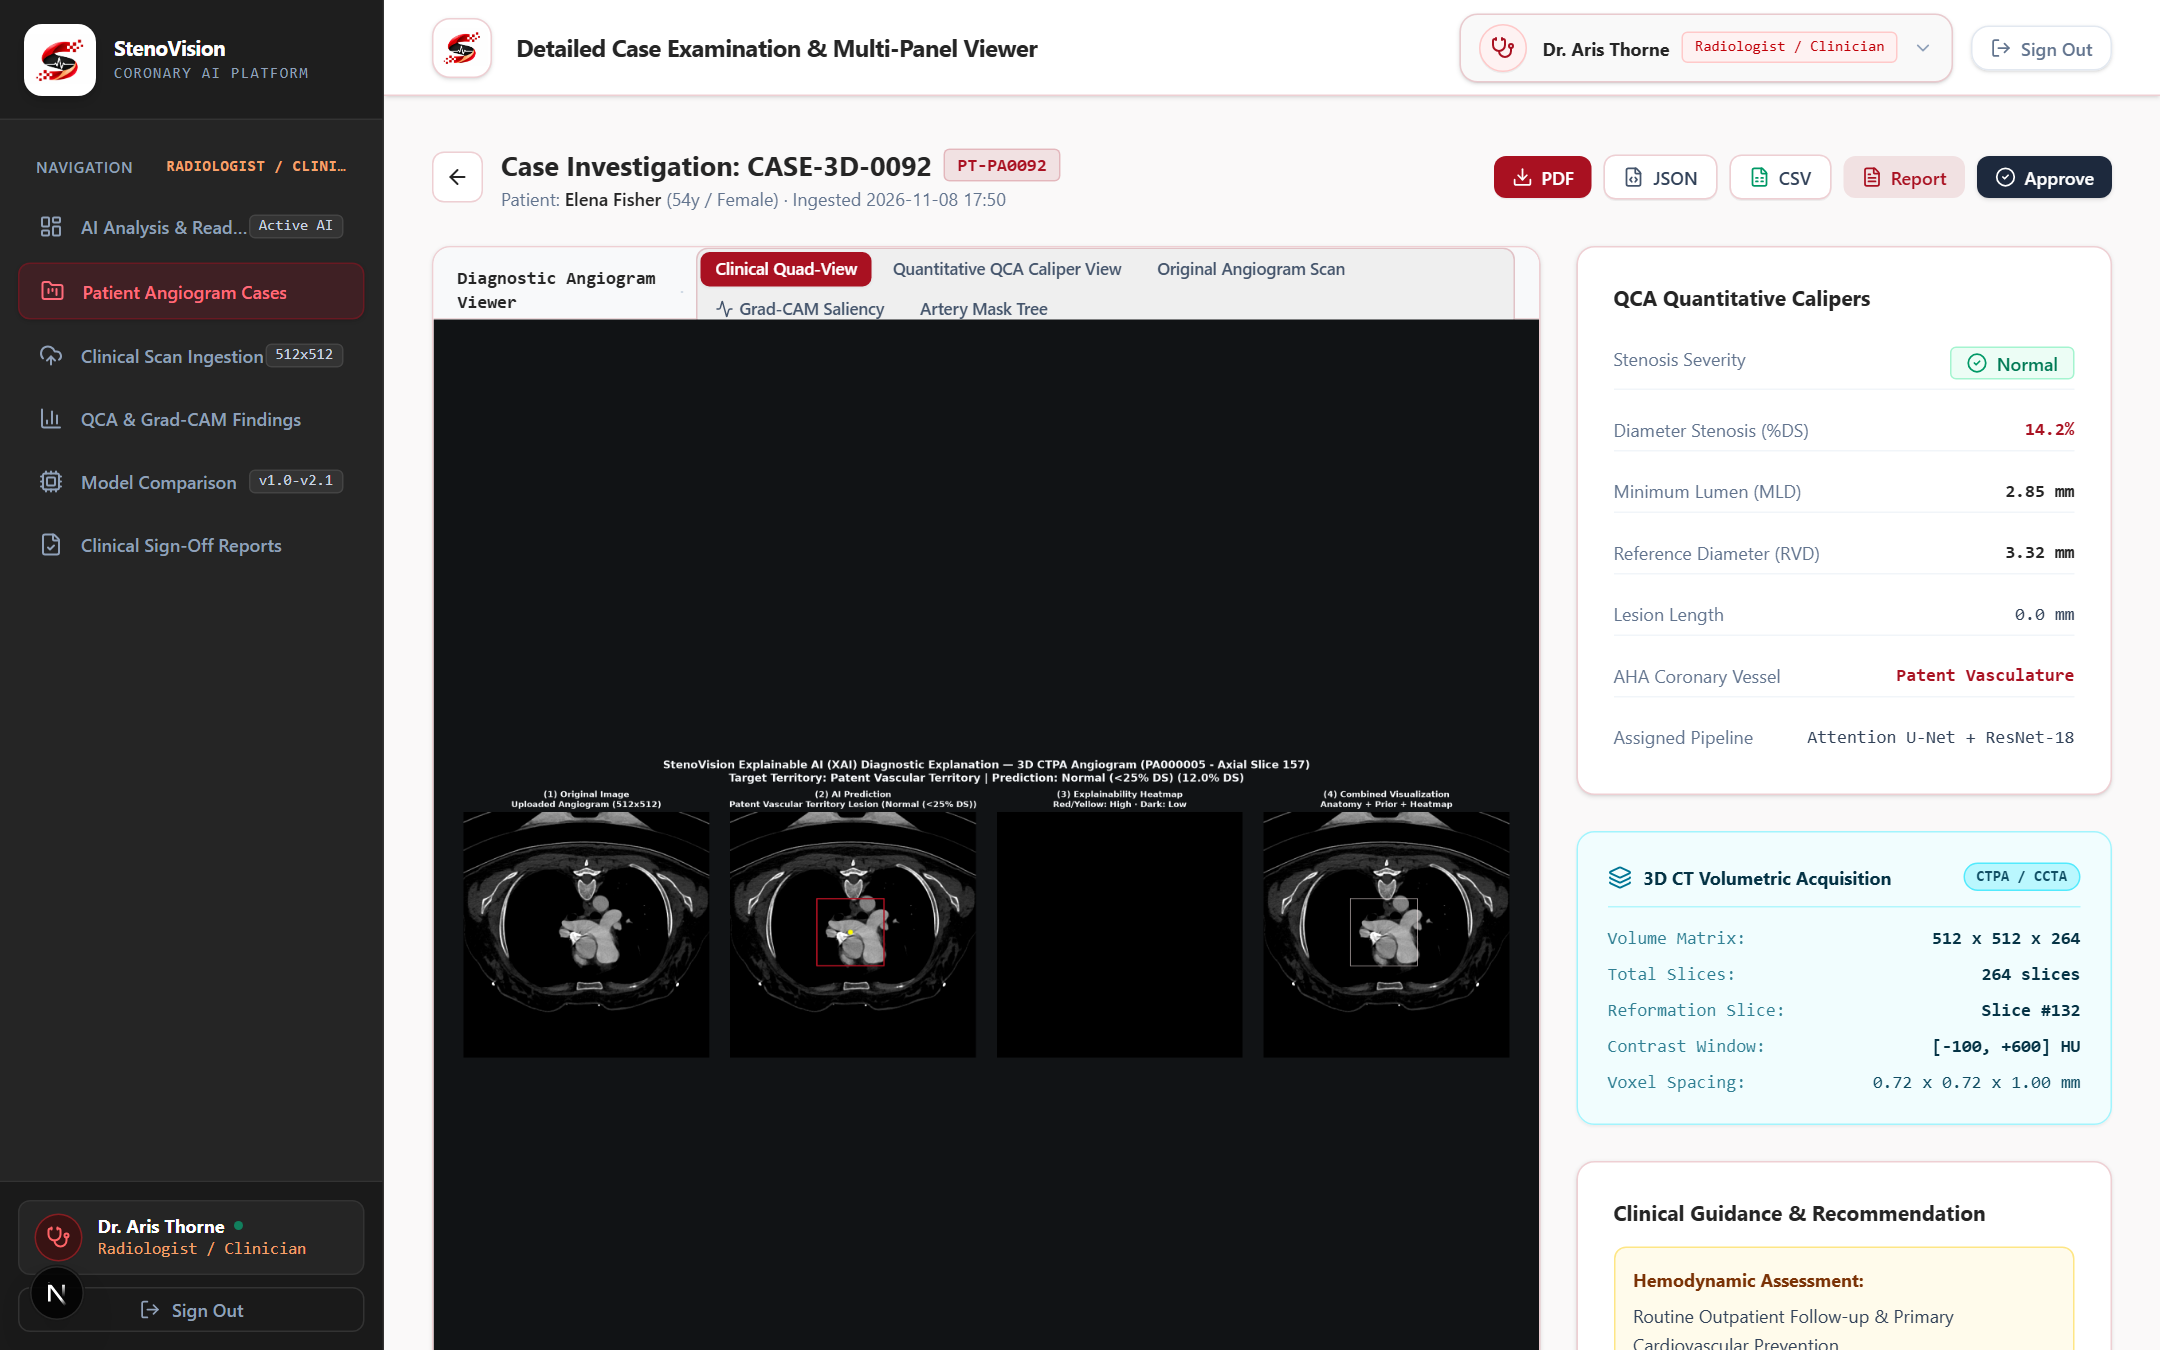 StenoVision
CORONARY AI PLATFORM
NAVIGATION RADIOLOGIST / CLINI…
AI Analysis & Read... Active AI
Patient Angiogram Cases
Clinical Scan Ingestion 512x512
QCA & Grad-CAM Findings
Model Comparison v1.0-v2.1
Clinical Sign-Off Reports
Dr. Aris Thorne
Radiologist / Clinician
N
Sign Out
Detailed Case Examination & Multi-Panel Viewer
Dr. Aris Thorne Radiologist / Clinician
Sign Out
Case Investigation: CASE-3D-0092 PT-PA0092
Patient: Elena Fisher (54y / Female) · Ingested 2026-11-08 17:50
PDF
JSON
CSV
Report
Approve
Diagnostic Angiogram
Viewer
Clinical Quad-View
Quantitative QCA Caliper View
Original Angiogram Scan
Grad-CAM Saliency
Artery Mask Tree
StenoVision Explainable AI (XAI) Diagnostic Explanation — 3D CTPA Angiogram (PA000005 - Axial Slice 157)
Target Territory: Patent Vascular Territory | Prediction: Normal (<25% DS) (12.0% DS)
(1) Original Image
Uploaded Angiogram (512x512)
(2) AI Prediction
Patent Vascular Territory Lesion (Normal (<25% DS))
(3) Explainability Heatmap
Red/Yellow: High · Dark: Low
(4) Combined Visualization
Anatomy + Prior + Heatmap
QCA Quantitative Calipers
Stenosis Severity Normal
Diameter Stenosis (%DS) 14.2%
Minimum Lumen (MLD) 2.85 mm
Reference Diameter (RVD) 3.32 mm
Lesion Length 0.0 mm
AHA Coronary Vessel Patent Vasculature
Assigned Pipeline Attention U-Net + ResNet-18
3D CT Volumetric Acquisition CTPA / CCTA
Volume Matrix: 512 x 512 x 264
Total Slices: 264 slices
Reformation Slice: Slice #132
Contrast Window: [-100, +600] HU
Voxel Spacing: 0.72 x 0.72 x 1.00 mm
Clinical Guidance & Recommendation
Hemodynamic Assessment:
Routine Outpatient Follow-up & Primary
Cardiovascular Prevention